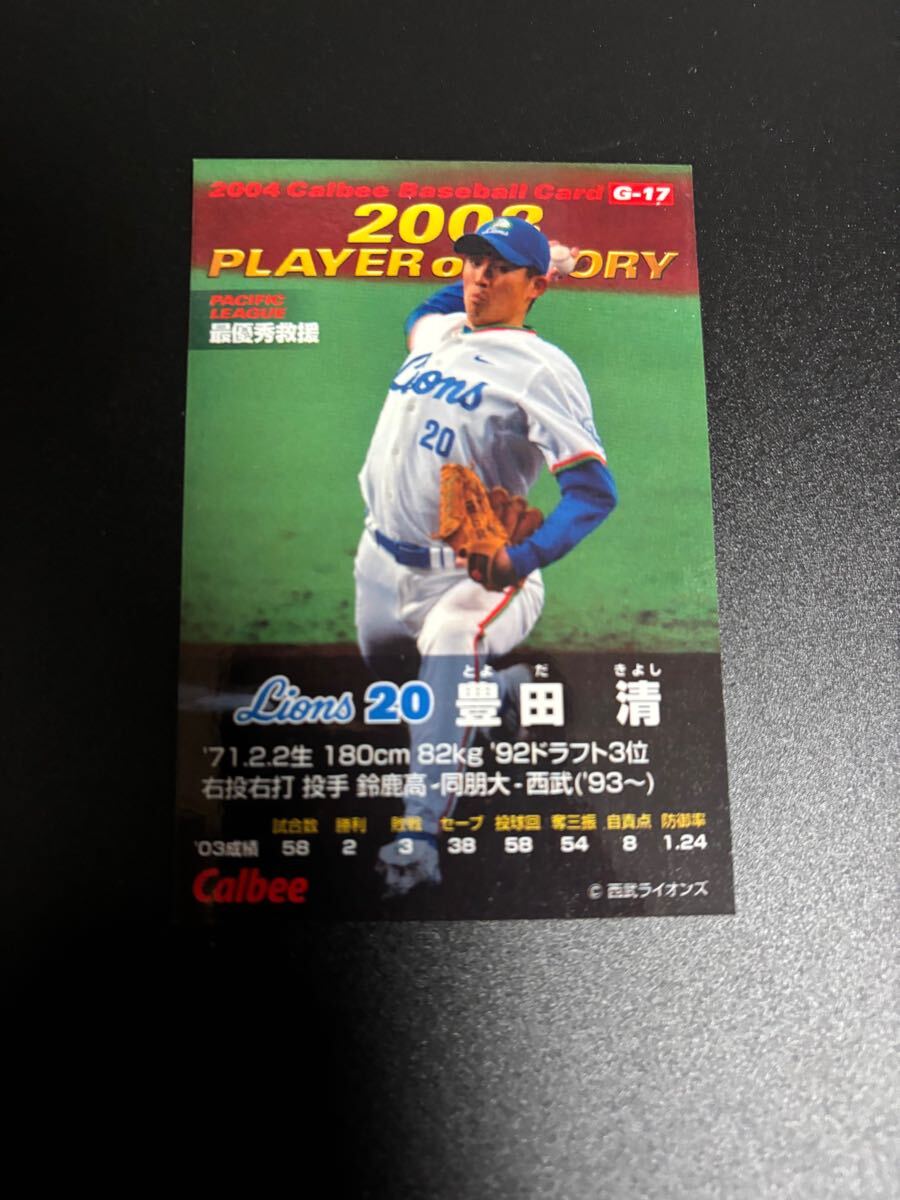 2004 Calbee Baseball Card G-17
2003
PLAYER of GLORY
PACIFIC
LEAGUE
最優秀救援
Lions
Lions
20
とよ だ きよし
Lions 20 豊田 清
'71.2.2生 180cm 82kg '92ドラフト3位
右投右打 投手 鈴鹿高-同朋大-西武('93〜)
試合数 勝利 敗戦 セーブ 投球回 奪三振 自責点 防御率
'03成績 58 2 3 38 58 54 8 1.24
Calbee © 西武ライオンズ